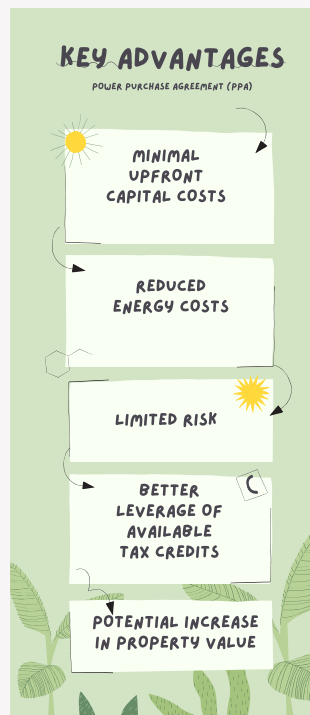 KEY ADVANTAGES
POWER PURCHASE AGREEMENT (PPA)
MINIMAL
UPFRONT
CAPITAL COSTS
REDUCED
ENERGY COSTS
LIMITED RISK
BETTER
LEVERAGE OF
AVAILABLE
TAX CREDITS
POTENTIAL INCREASE
IN PROPERTY VALUE